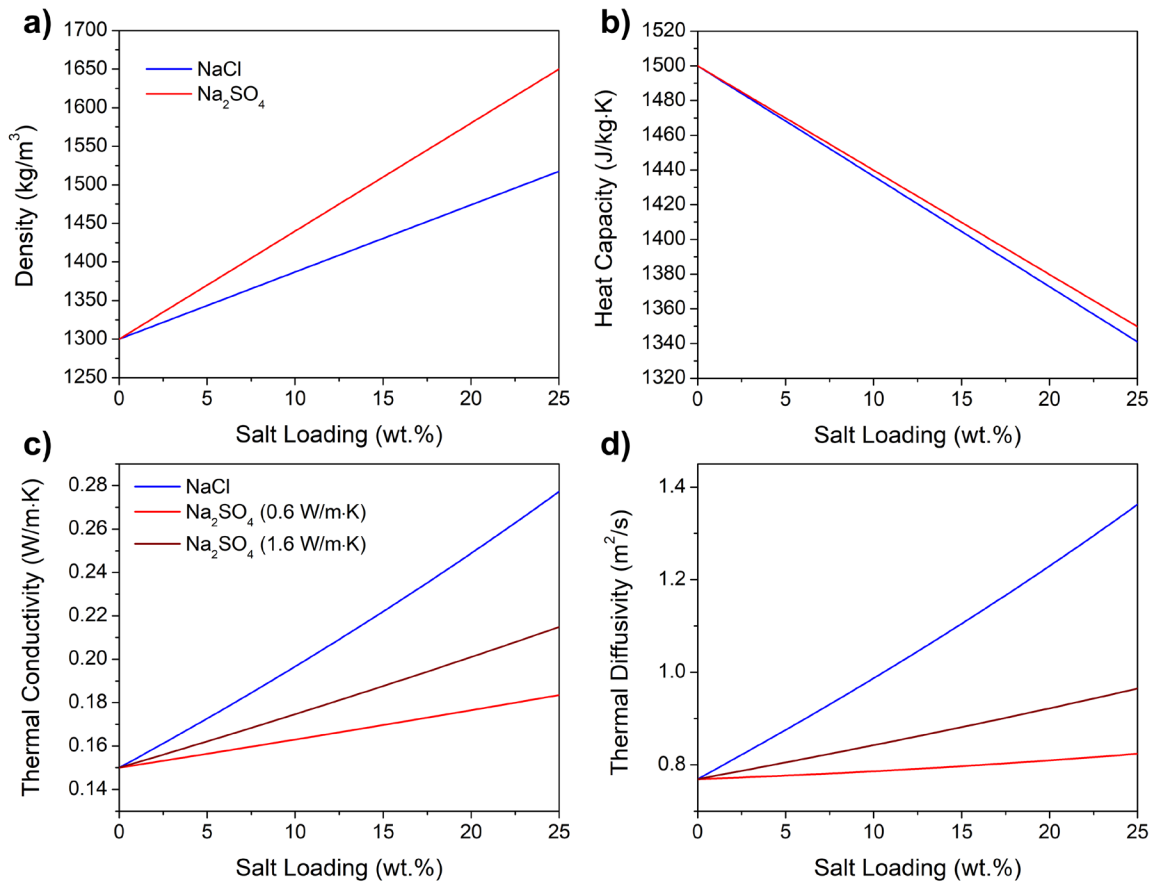 a)
1700
1650
1600
1550
1500
1450
1400
1350
1300
1250
Density (kg/m³)
NaCl
Na₂SO₄
0 5 10 15 20 25
Salt Loading (wt.%)
b)
1520
1500
1480
1460
1440
1420
1400
1380
1360
1340
1320
Heat Capacity (J/kg·K)
0 5 10 15 20 25
Salt Loading (wt.%)
c)
0.28
0.26
0.24
0.22
0.20
0.18
0.16
0.14
Thermal Conductivity (W/m·K)
NaCl
Na₂SO₄ (0.6 W/m·K)
Na₂SO₄ (1.6 W/m·K)
0 5 10 15 20 25
Salt Loading (wt.%)
d)
1.4
1.2
1.0
0.8
Thermal Diffusivity (m²/s)
0 5 10 15 20 25
Salt Loading (wt.%)